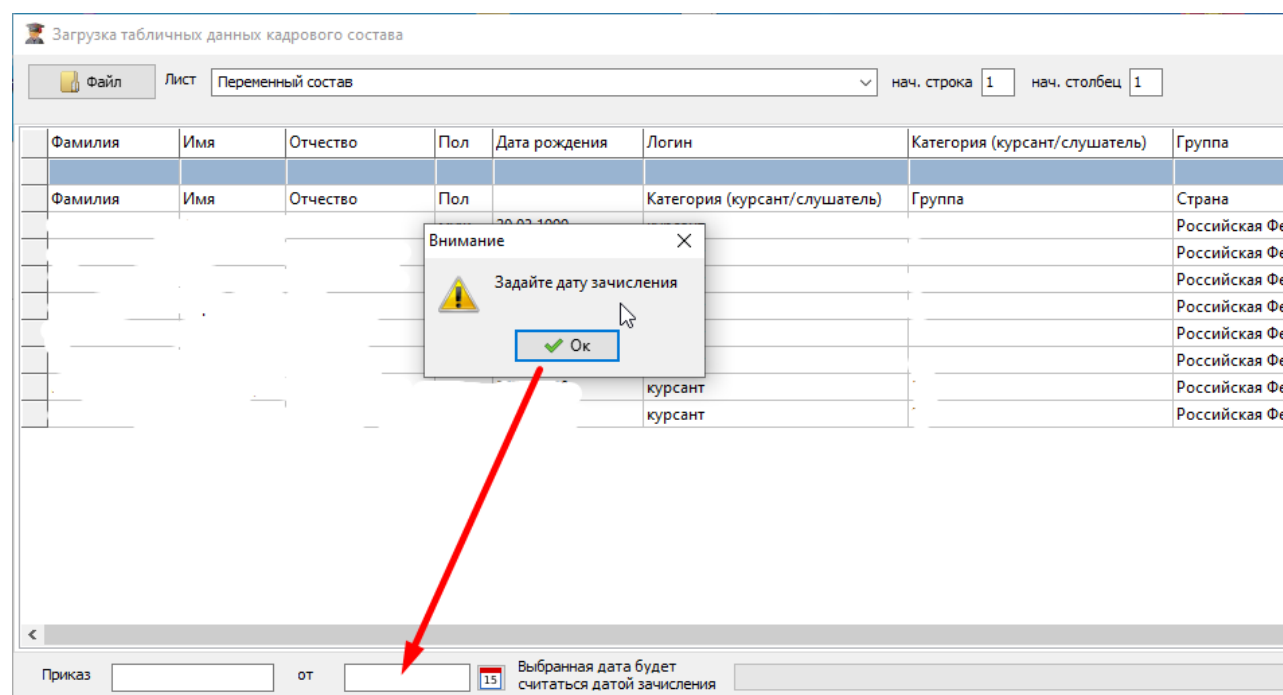 Загрузка табличных данных кадрового состава
Файл Лист Переменный состав нач. строка 1 нач. столбец 1
Фамилия Имя Отчество Пол Дата рождения Логин Категория (курсант/слушатель) Группа
Фамилия Имя Отчество Пол Категория (курсант/слушатель) Группа Страна
Российская Фе
Внимание
Российская Фе
Задайте дату зачисления
Российская Фе
Российская Фе
Ок
Российская Фе
Российская Фе
курсант Российская Фе
курсант Российская Фе
Приказ от 15 Выбранная дата будет
считаться датой зачисления